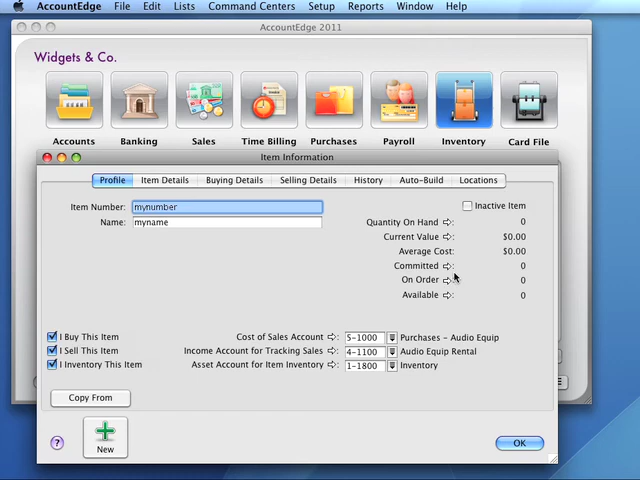 AccountEdge File Edit Lists Command Centers Setup Reports Window Help
AccountEdge 2011
Widgets & Co.
Accounts Banking Sales Time Billing Purchases Payroll Inventory Card File
Item Information
Profile Item Details Buying Details Selling Details History Auto-Build Locations
Item Number: mynumber Inactive Item
Name: myname Quantity On Hand 0
Current Value : $0.00
Average Cost: $0.00
Committed : 0
On Order : 0
Available : 0
I Buy This Item Cost of Sales Account : 5-1000 Purchases - Audio Equip
I Sell This Item Income Account for Tracking Sales : 4-1100 Audio Equip Rental
I Inventory This Item Asset Account for Item Inventory : 1-1800 Inventory
Copy From
? New OK